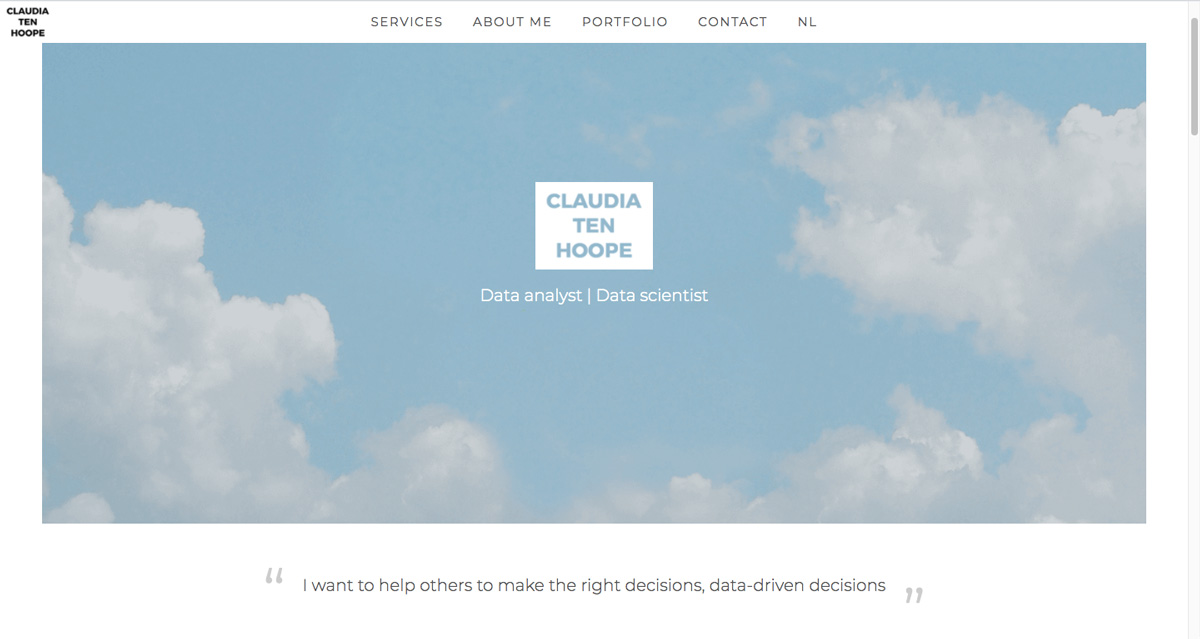 CLAUDIA
TEN
HOOPE
SERVICES ABOUT ME PORTFOLIO CONTACT NL
CLAUDIA
TEN
HOOPE
Data analyst | Data scientist
“ I want to help others to make the right decisions, data-driven decisions ”